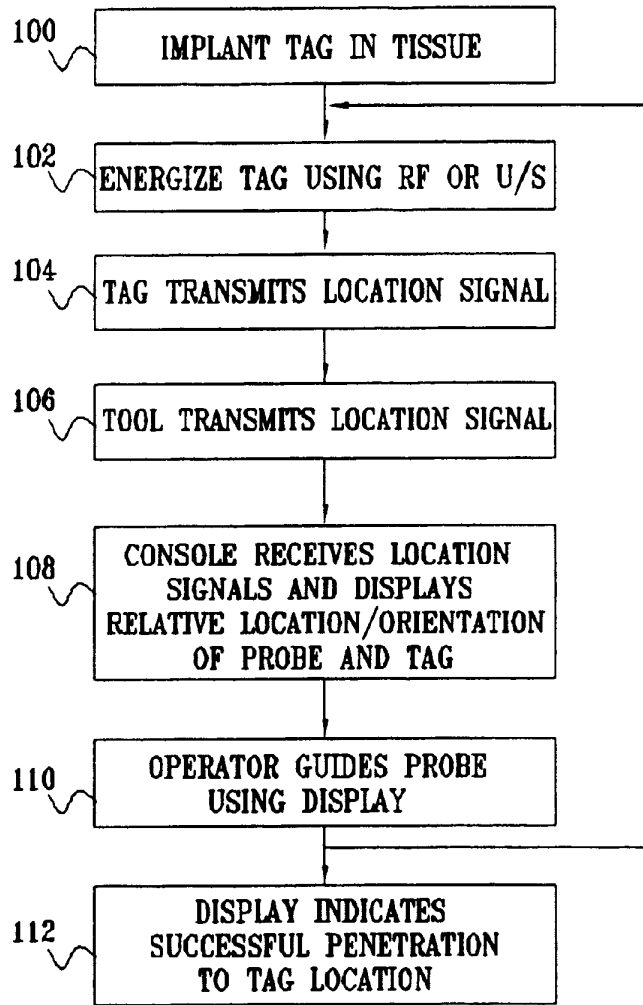 100
IMPLANT TAG IN TISSUE
102
ENERGIZE TAG USING RF OR U/S
104
TAG TRANSMITS LOCATION SIGNAL
106
TOOL TRANSMITS LOCATION SIGNAL
108
CONSOLE RECEIVES LOCATION
SIGNALS AND DISPLAYS
RELATIVE LOCATION/ORIENTATION
OF PROBE AND TAG
110
OPERATOR GUIDES PROBE
USING DISPLAY
112
DISPLAY INDICATES
SUCCESSFUL PENETRATION
TO TAG LOCATION